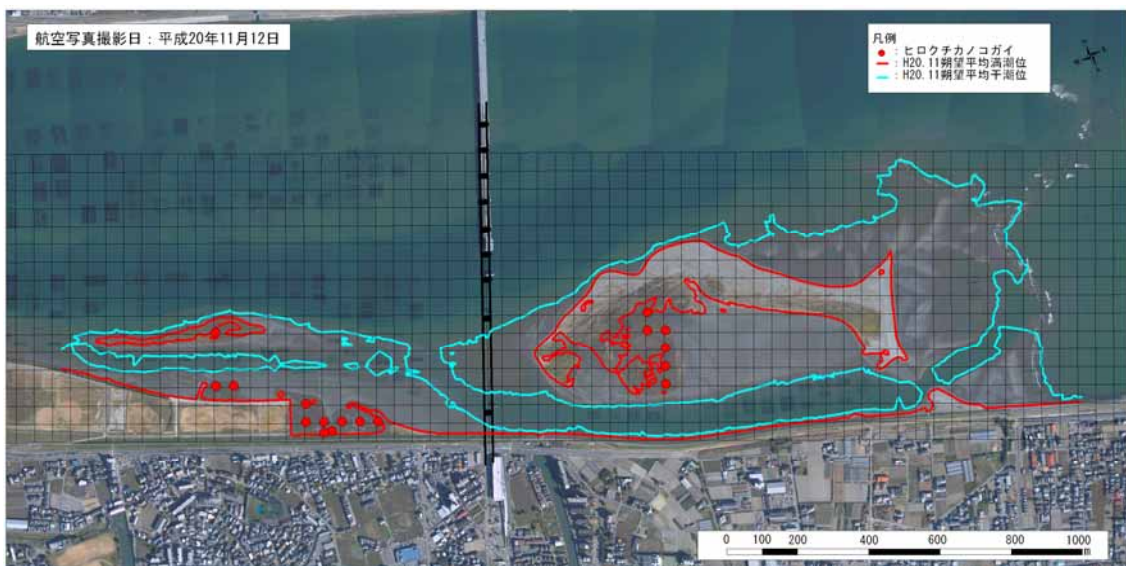 航空写真撮影日：平成20年11月12日
凡例
：ヒロクチカノコガイ
：H20.11朔望平均満潮位
：H20.11朔望平均干潮位
0 100 200 400 600 800 1000
m